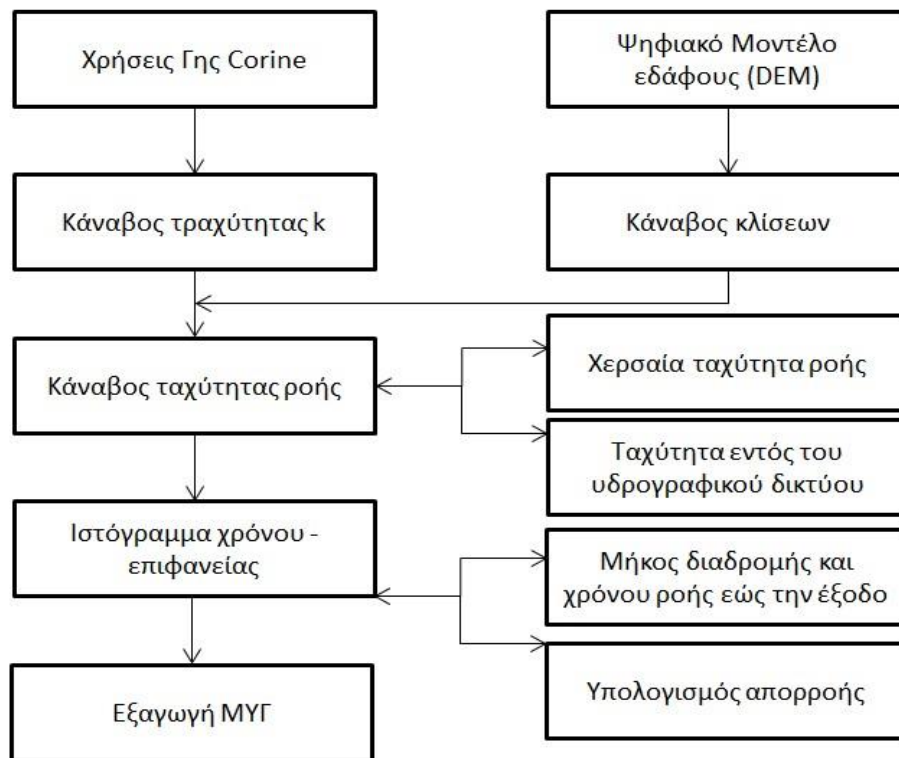 Χρήσεις Γης Corine
Ψηφιακό Μοντέλο
εδάφους (DEM)
Κάναβος τραχύτητας k
Κάναβος κλίσεων
Κάναβος ταχύτητας ροής
Χερσαία ταχύτητα ροής
Ταχύτητα εντός του
υδρογραφικού δικτύου
Ιστόγραμμα χρόνου -
επιφανείας
Μήκος διαδρομής και
χρόνου ροής εώς την έξοδο
Υπολογισμός απορροής
Εξαγωγή ΜΥΓ